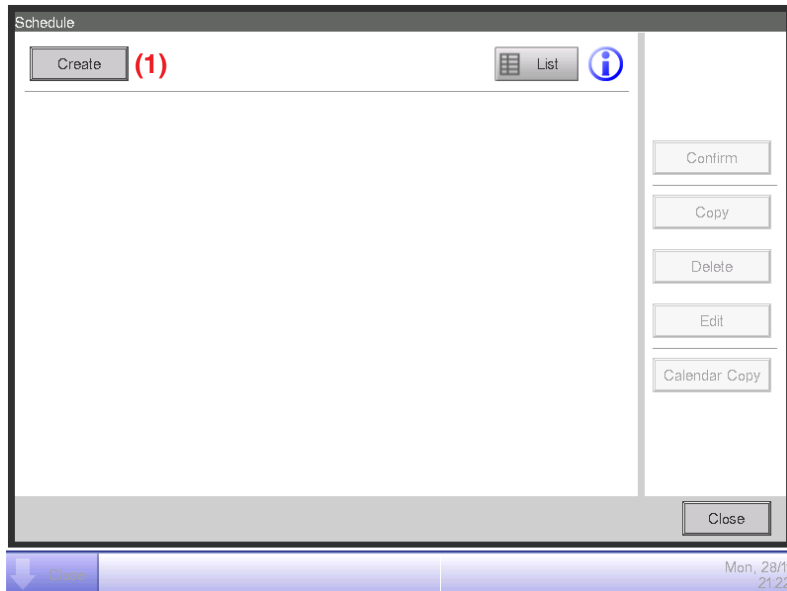 Schedule
Create (1) List
Confirm
Copy
Delete
Edit
Calendar Copy
Close
Mon, 28/1
21:22